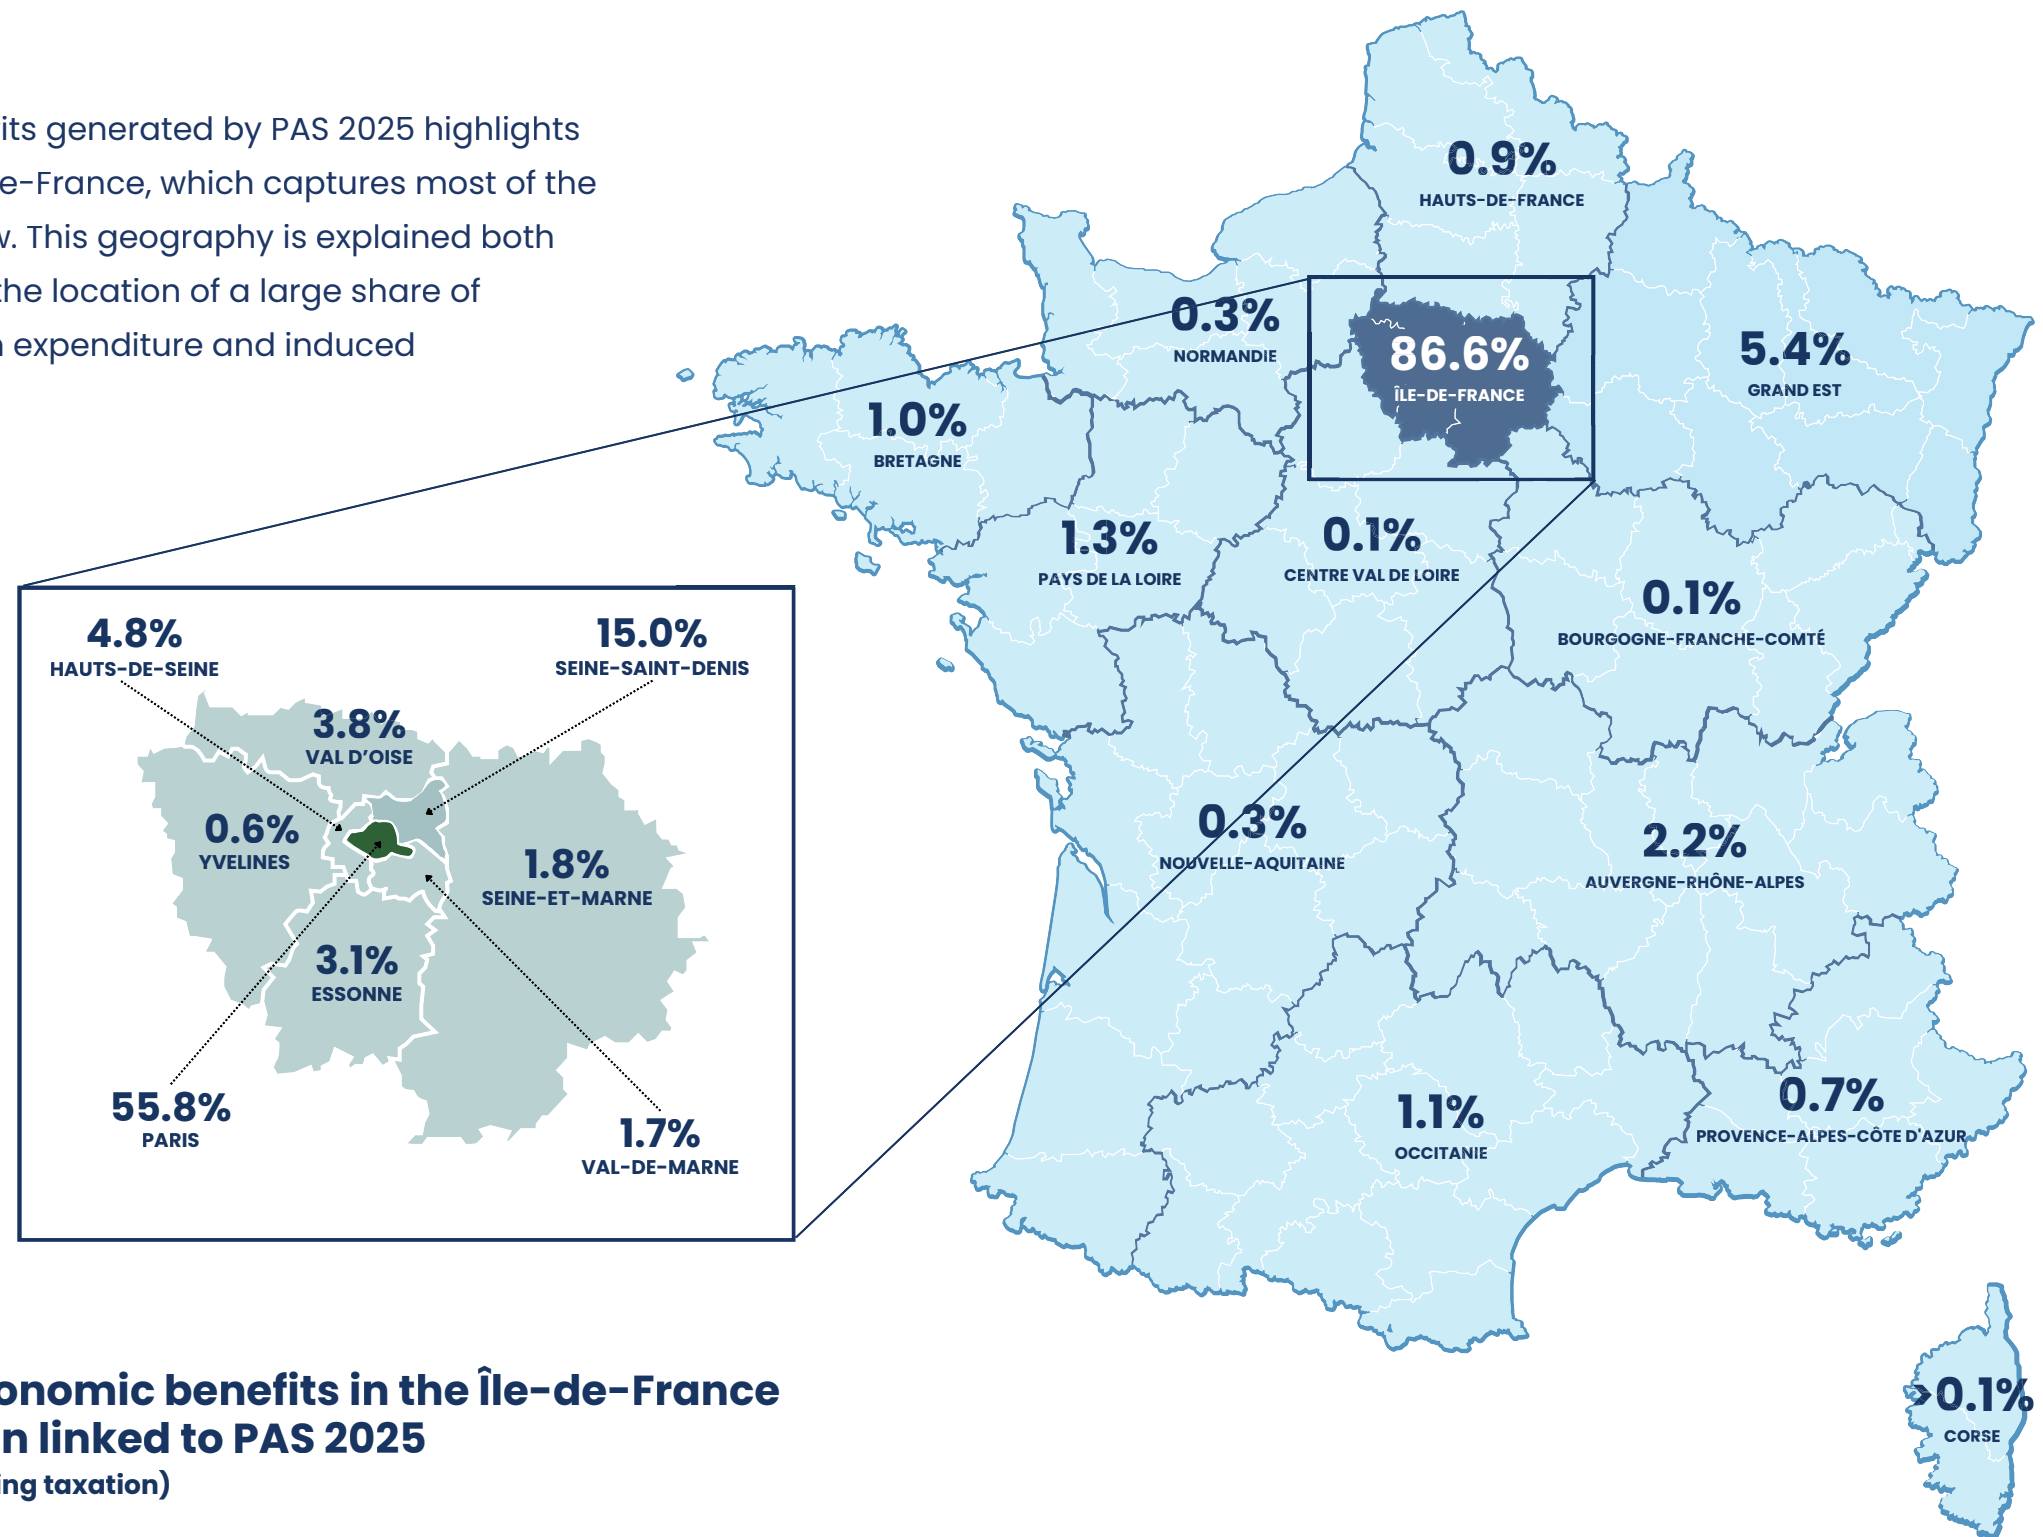 its generated by PAS 2025 highlights
e-France, which captures most of the
w. This geography is explained both
the location of a large share of
n expenditure and induced
0.9%
HAUTS-DE-FRANCE
0.3%
NORMANDIE
86.6%
ÎLE-DE-FRANCE
5.4%
GRAND EST
1.0%
BRETAGNE
1.3%
PAYS DE LA LOIRE
0.1%
CENTRE VAL DE LOIRE
0.1%
BOURGOGNE-FRANCHE-COMTÉ
0.3%
NOUVELLE-AQUITAINE
2.2%
AUVERGNE-RHÔNE-ALPES
1.1%
OCCITANIE
0.7%
PROVENCE-ALPES-CÔTE D'AZUR
>0.1%
CORSE
4.8%
HAUTS-DE-SEINE
15.0%
SEINE-SAINT-DENIS
3.8%
VAL D’OISE
0.6%
YVELINES
1.8%
SEINE-ET-MARNE
3.1%
ESSONNE
55.8%
PARIS
1.7%
VAL-DE-MARNE
onomic benefits in the Île-de-France
n linked to PAS 2025
ing taxation)